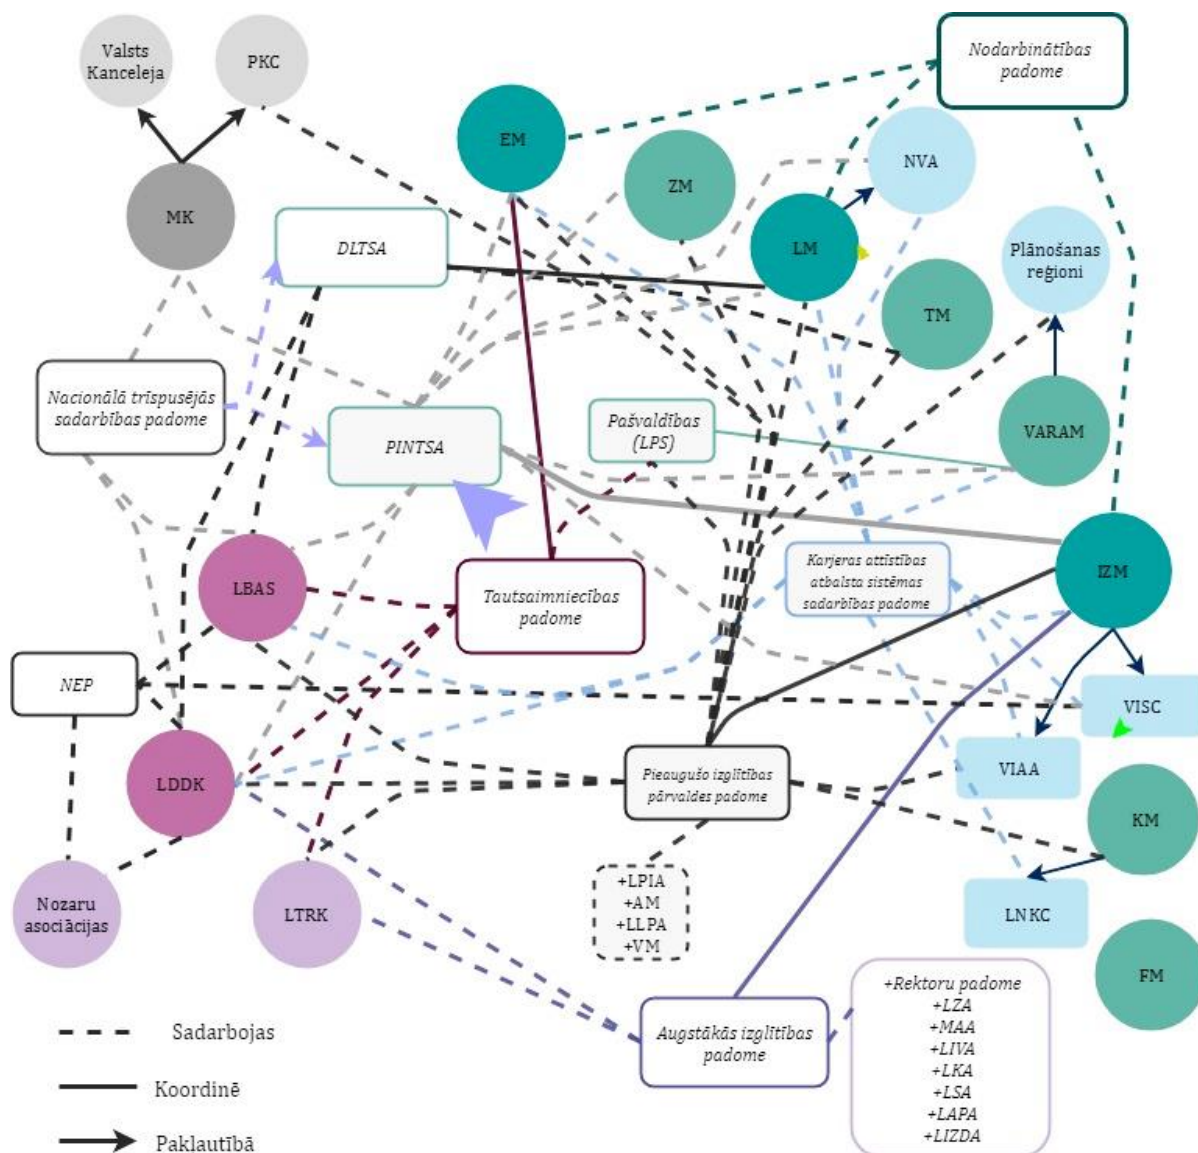 Valsts
Kanceleja
PKC
Nodarbinātības
padome
EM
ZM
NVA
MK
DLTSA
LM
Plānošanas
reģioni
TM
Nacionālā trīspusējās
sadarbības padome
PINTSA
Pašvaldības
(LPS)
VARAM
LBAS
Tautsaimniecības
padome
Karjeras attīstības
atbalsta sistēmas
sadarbības padome
IZM
NEP
VISC
LDDK
Pieaugušo izglītības
pārvaldes padome
VIAA
KM
Nozaru
asociācijas
LTRK
+LPIA
+AM
+LLPA
+VM
LNKC
FM
Sadarbojas
Koordinē
Paklautībā
Augstākās izglītības
padome
+Rektoru padome
+LZA
+MAA
+LIVA
+LKA
+LSA
+LAPA
+LIZDA